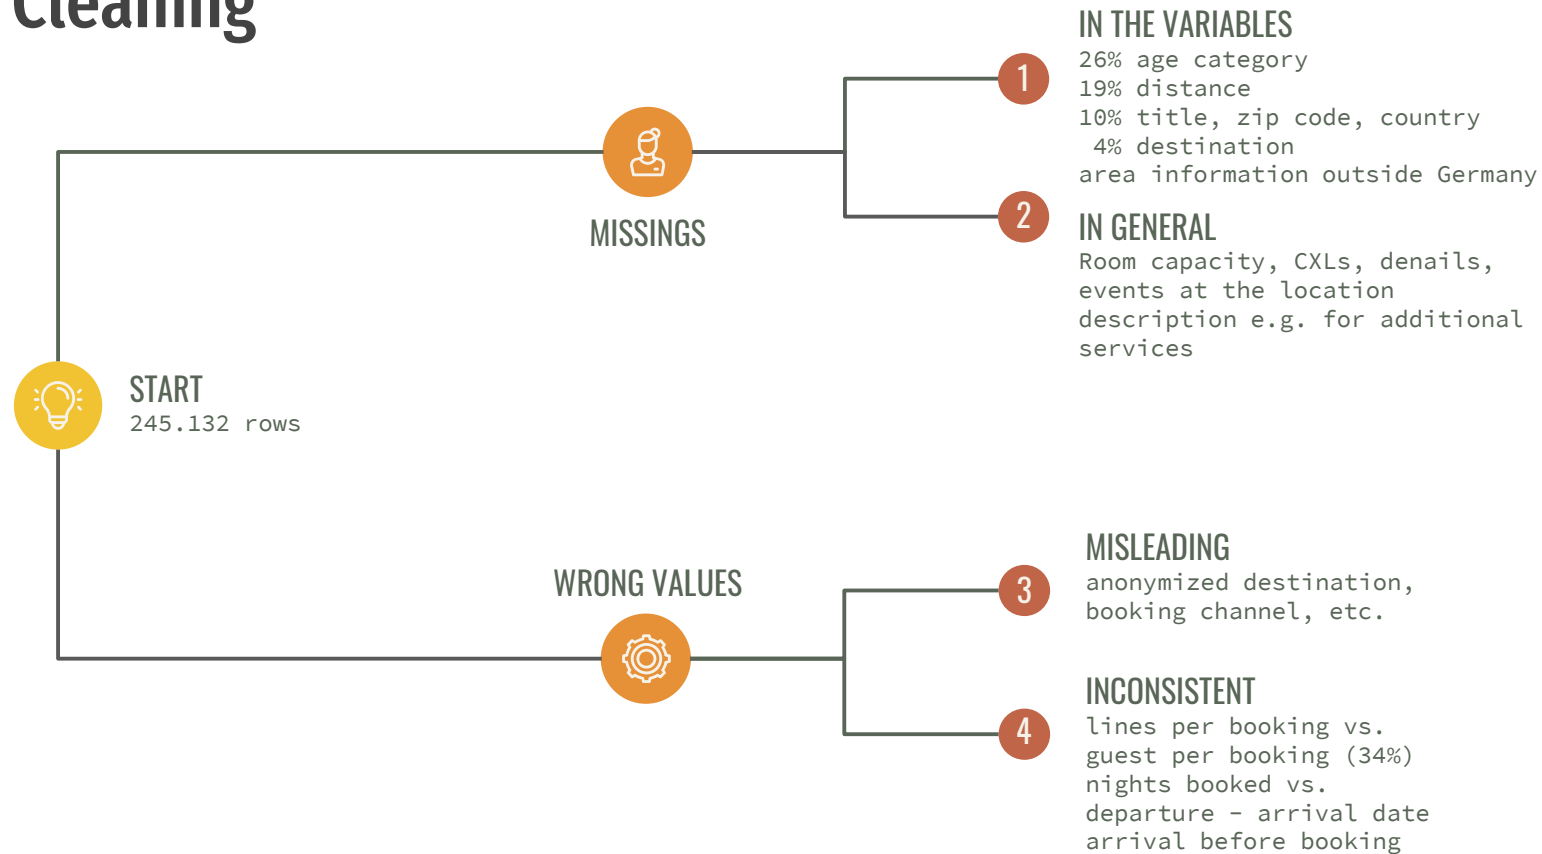 Cleaning
IN THE VARIABLES
1
26% age category
19% distance
10% title, zip code, country
4% destination
area information outside Germany
MISSINGS
2
IN GENERAL
Room capacity, CXLs, denails,
events at the location
description e.g. for additional
services
START
245.132 rows
WRONG VALUES
MISLEADING
3
anonymized destination,
booking channel, etc.
INCONSISTENT
4
lines per booking vs.
guest per booking (34%)
nights booked vs.
departure – arrival date
arrival before booking